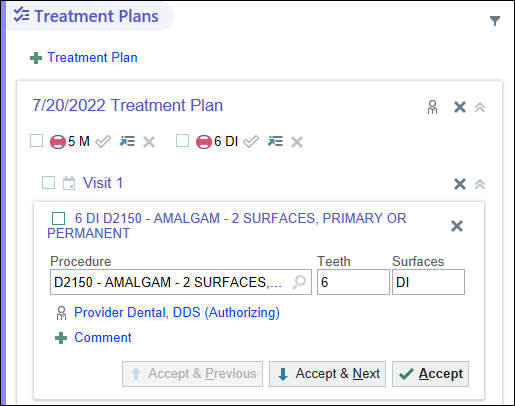 Treatment Plans
Treatment Plan
7/20/2022 Treatment Plan
5 M 6 DI
Visit 1
6 DI D2150 - AMALGAM - 2 SURFACES, PRIMARY OR
PERMANENT
Procedure Teeth Surfaces
D2150 - AMALGAM - 2 SURFACES,... 6 DI
Provider Dental, DDS (Authorizing)
Comment
Accept & Previous Accept & Next Accept